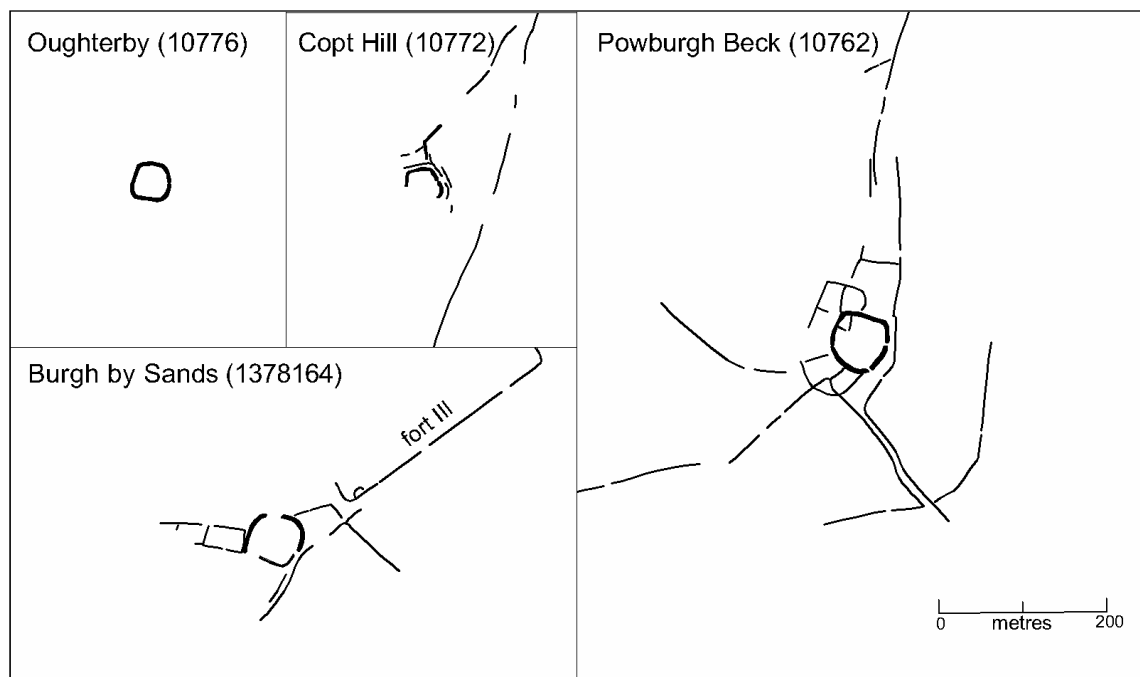 Oughterby (10776)
Copt Hill (10772)
Powburgh Beck (10762)
Burgh by Sands (1378164)
fort III
0 metres 200